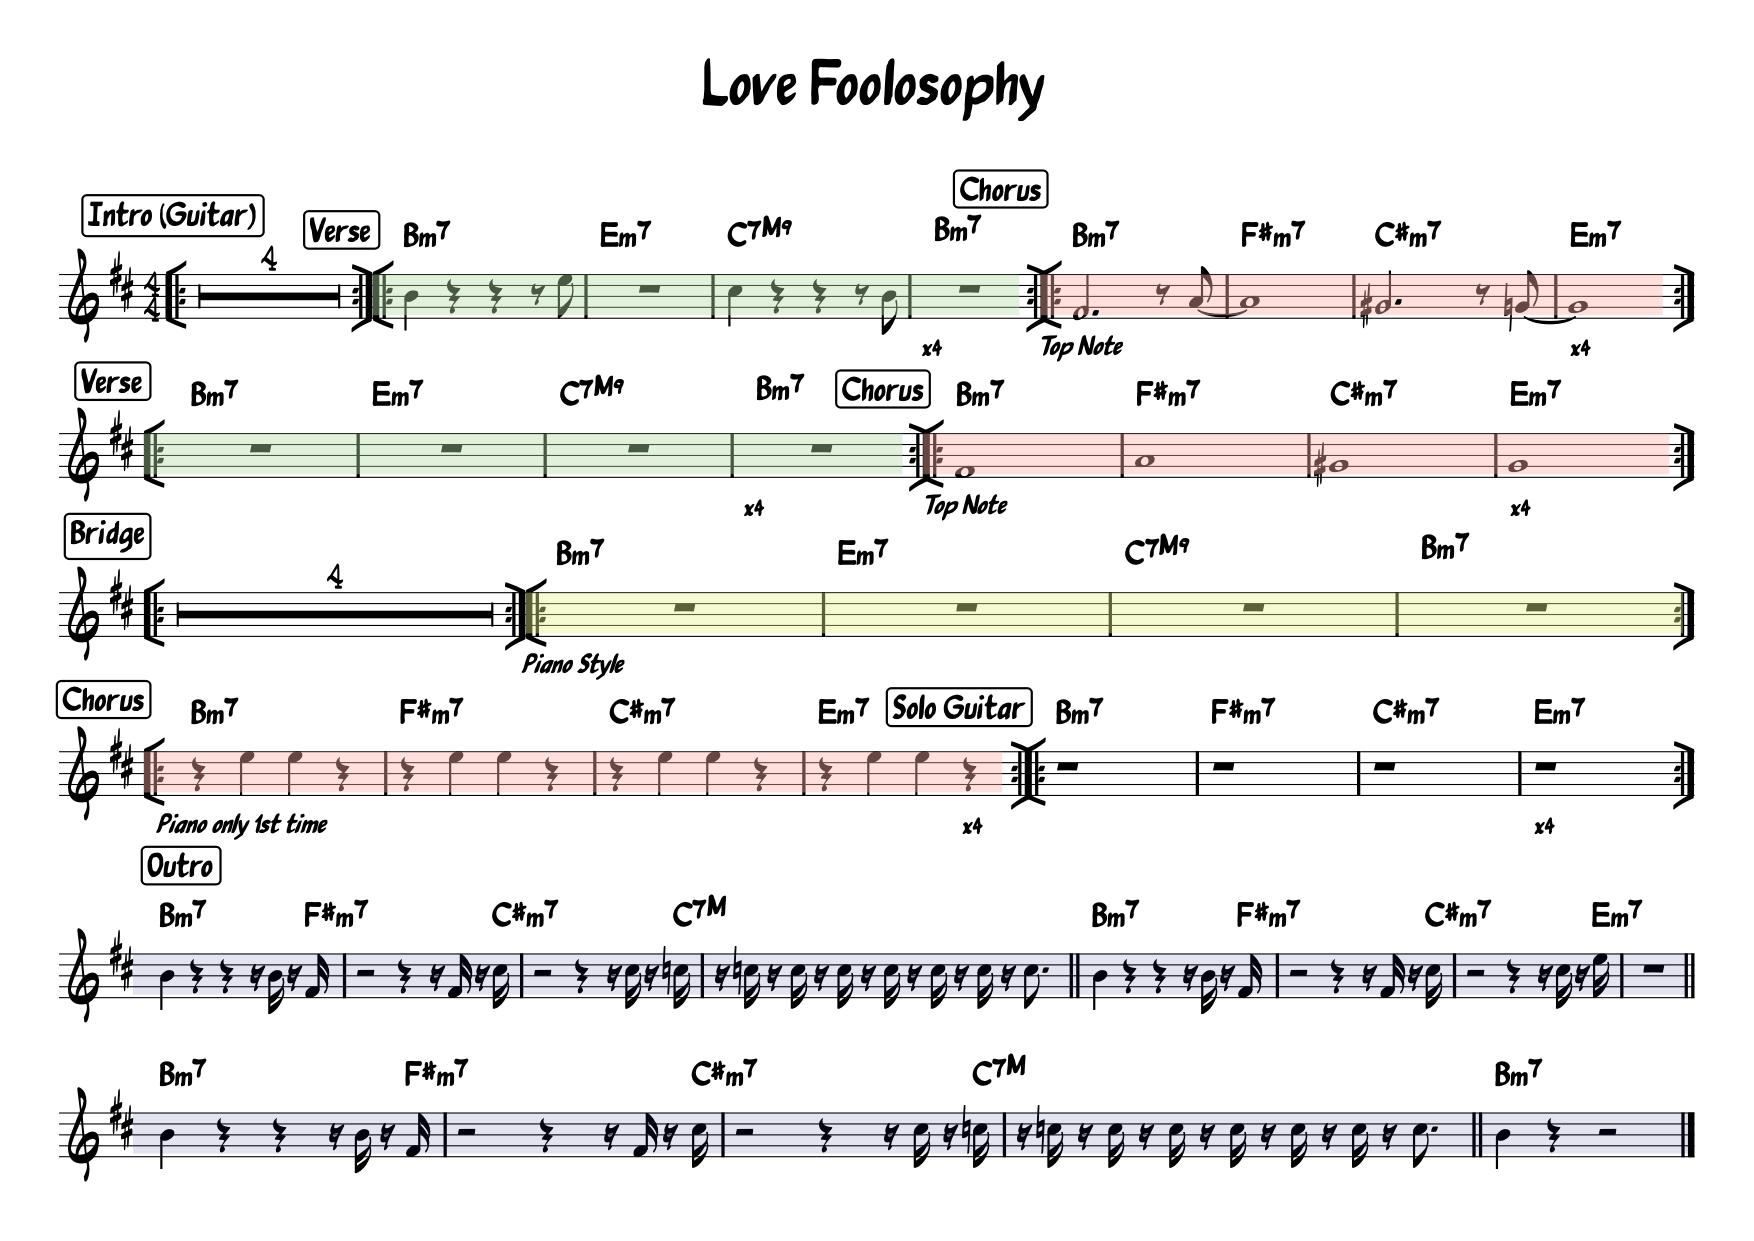 Love Foolosophy
Chorus
Intro (Guitar) Verse Bm7 Em7 C7M9 Bm7 Bm7 F#m7 C#m7 Em7
4
4
4
x4 Top Note x4
Verse Bm7 Em7 C7M9 Bm7 Chorus Bm7 F#m7 C#m7 Em7
x4 Top Note x4
Bridge
Bm7 Em7 C7M9 Bm7
4
Piano Style
Chorus Bm7 F#m7 C#m7 Em7 Solo Guitar Bm7 F#m7 C#m7 Em7
Piano only 1st time x4 x4
Outro
Bm7 F#m7 C#m7 C7M Bm7 F#m7 C#m7 Em7
Bm7 F#m7 C#m7 C7M Bm7